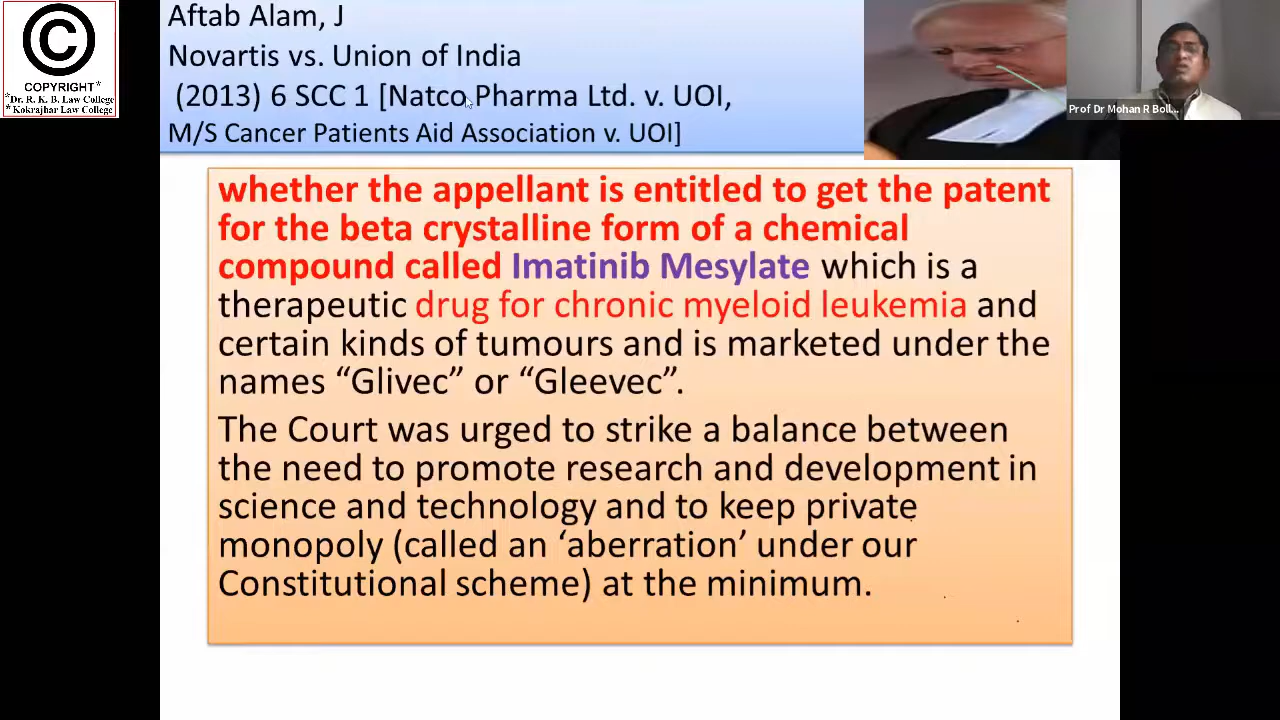 COPYRIGHT*
*Dr. R. K. B. Law College
* Kokrajhar Law College
Aftab Alam, J
Novartis vs. Union of India
(2013) 6 SCC 1 [Natco Pharma Ltd. v. UOI,
M/S Cancer Patients Aid Association v. UOI]
Prof Dr Mohan R Boll...
whether the appellant is entitled to get the patent
for the beta crystalline form of a chemical
compound called Imatinib Mesylate which is a
therapeutic drug for chronic myeloid leukemia and
certain kinds of tumours and is marketed under the
names “Glivec” or “Gleevec”.
The Court was urged to strike a balance between
the need to promote research and development in
science and technology and to keep private
monopoly (called an ‘aberration’ under our
Constitutional scheme) at the minimum.